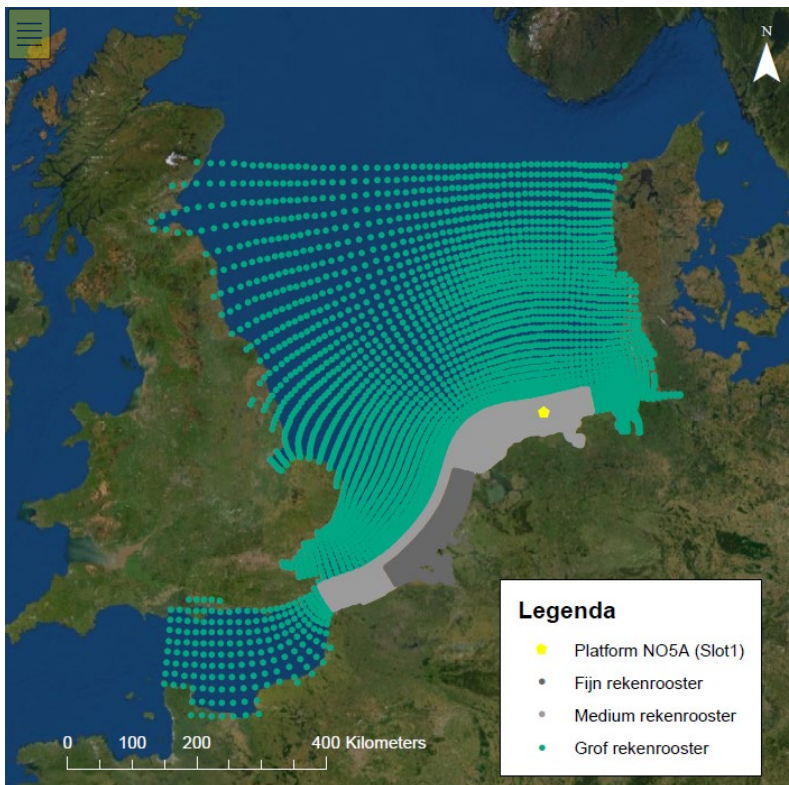 N
Legenda
Platform NO5A (Slot1)
Fijn rekenrooster
Medium rekenrooster
Grof rekenrooster
0 100 200 400 Kilometers